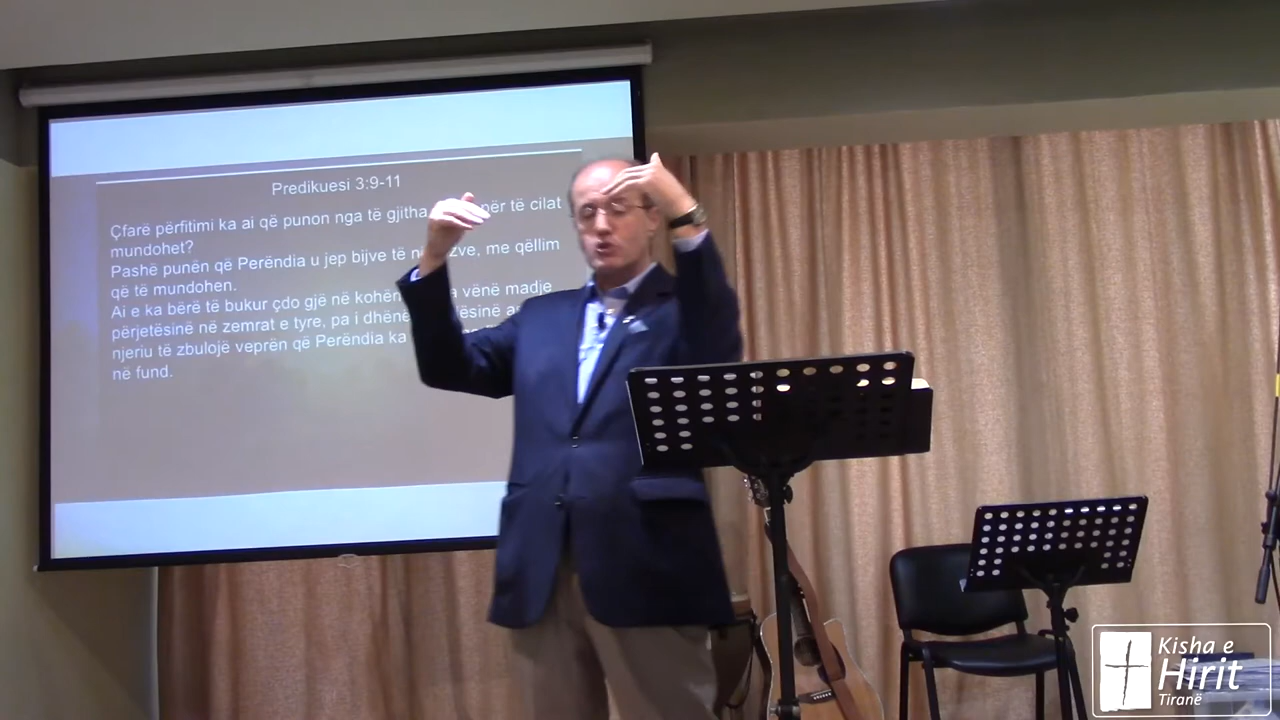 Predikuesi 3:9-11
Çfarë përfitimi ka ai që punon nga të gjitha për të cilat
mundohet?
Pashë punën që Perëndia u jep bijve të zve, me qëllim
që të mundohen.
Ai e ka bërë të bukur çdo gjë në kohën vënë madje
përjetësinë në zemrat e tyre, pa i dhënë
njeriu të zbulojë veprën që Perëndia ka
në fund.
Kisha e
Hirit
Tiranë